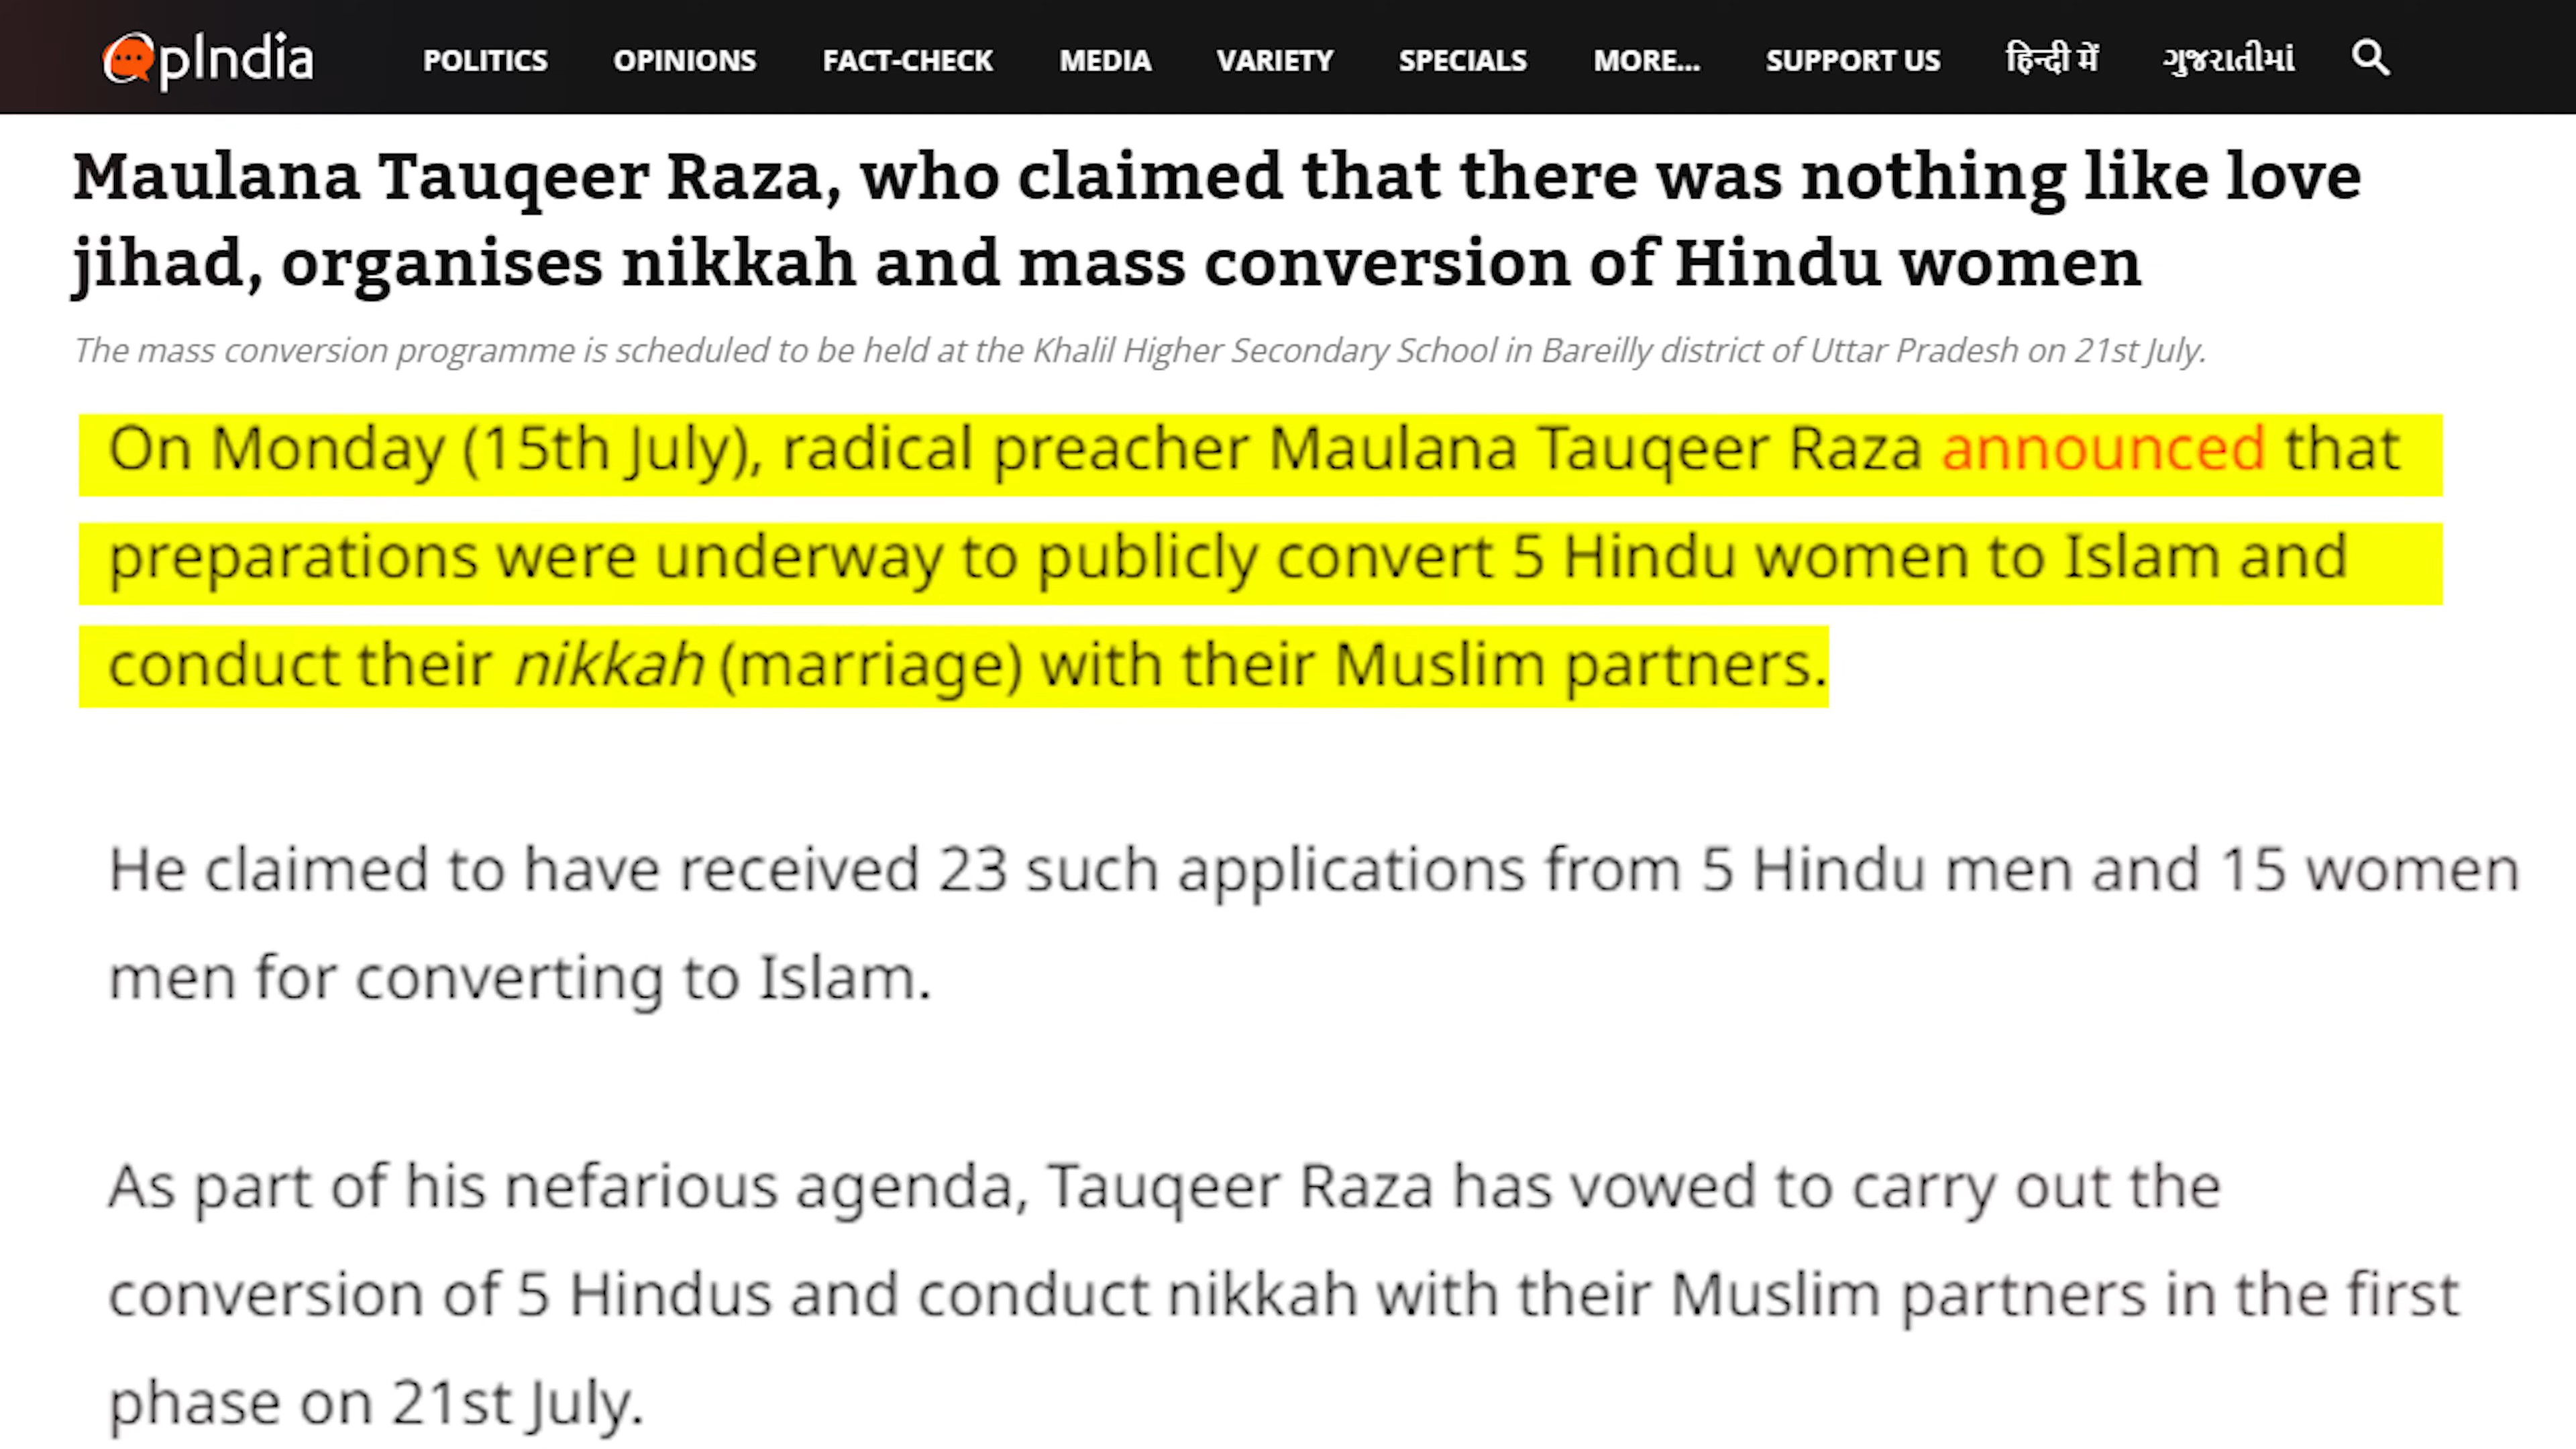 OpIndia POLITICS OPINIONS FACT-CHECK MEDIA VARIETY SPECIALS MORE... SUPPORT US हिन्दी में ગુજરાતીમાં
Maulana Tauqeer Raza, who claimed that there was nothing like love
jihad, organises nikkah and mass conversion of Hindu women
The mass conversion programme is scheduled to be held at the Khalil Higher Secondary School in Bareilly district of Uttar Pradesh on 21st July.
On Monday (15th July), radical preacher Maulana Tauqeer Raza announced that
preparations were underway to publicly convert 5 Hindu women to Islam and
conduct their nikkah (marriage) with their Muslim partners.
He claimed to have received 23 such applications from 5 Hindu men and 15 women
men for converting to Islam.
As part of his nefarious agenda, Tauqeer Raza has vowed to carry out the
conversion of 5 Hindus and conduct nikkah with their Muslim partners in the first
phase on 21st July.